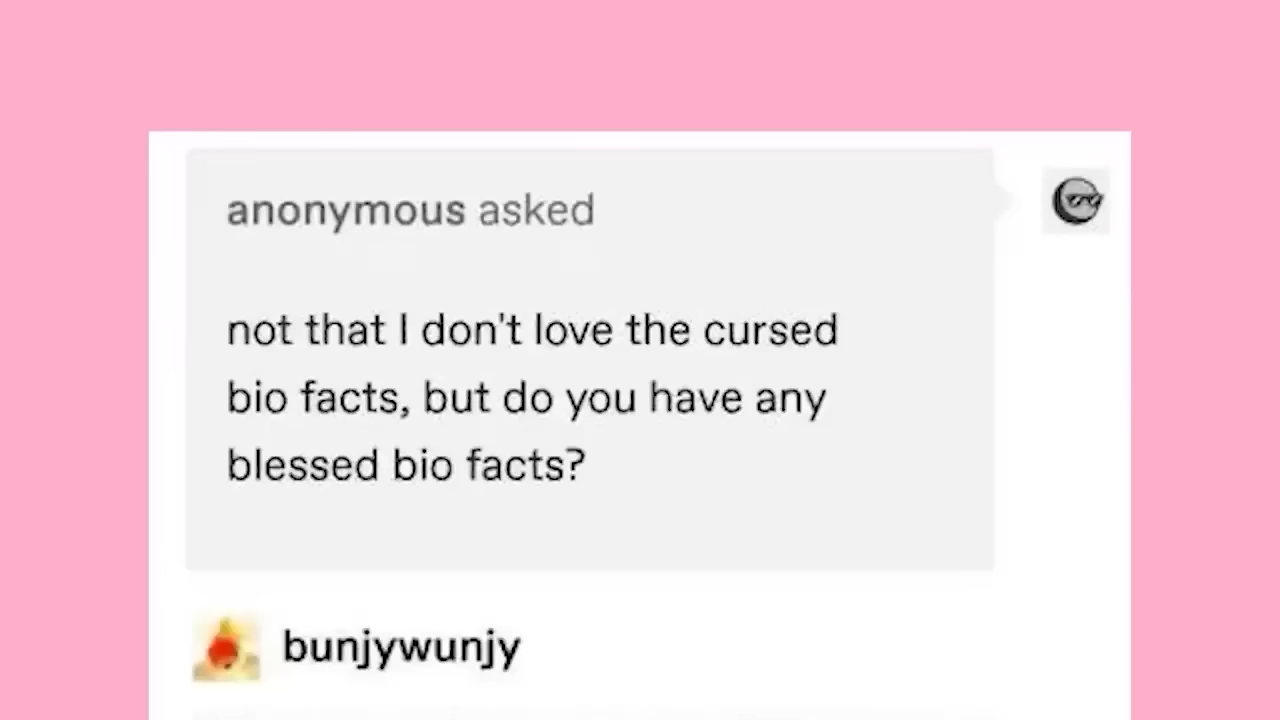 anonymous asked
not that I don't love the cursed
bio facts, but do you have any
blessed bio facts?
bunjywunjy